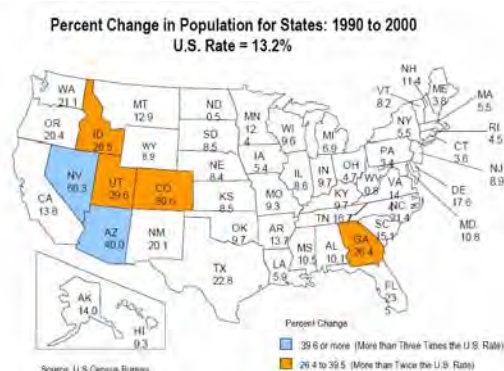 Percent Change in Population for States: 1990 to 2000
U.S. Rate = 13.2%
WA
21.1
OR
20.4
ID
28.5
MT
12.9
WY
8.9
ND
0.5
SD
8.5
NE
8.4
KS
8.5
NV
66.3
UT
29.6
CO
30.6
CA
13.8
AZ
40.0
NM
20.1
OK
9.7
TX
22.8
MN
12
4
IA
5.4
MO
9.3
AR
13.7
LA
5.9
WI
9.6
IL
8.6
MI
6.9
IN
9.7
OH
4.7
KY
9.7
TN 16.7
MS
10.5
AL
10.1
GA
26.4
FL
23
5
SC
15.1
NC
21.4
VA
14
WV
0.8
PA
3.4
NY
5.5
VT
8.2
NH
11.4
ME
3.8
MA
5.5
RI
4.5
CT
3.6
NJ
8.9
DE
17.6
MD
10.8
AK
14.0
HI
9.3
Source: U.S Census Bureau
Percent Change
39.6 or more (More than Three Times the U.S. Rate)
26.4 to 39.5 (More than Twice the U.S. Rate)